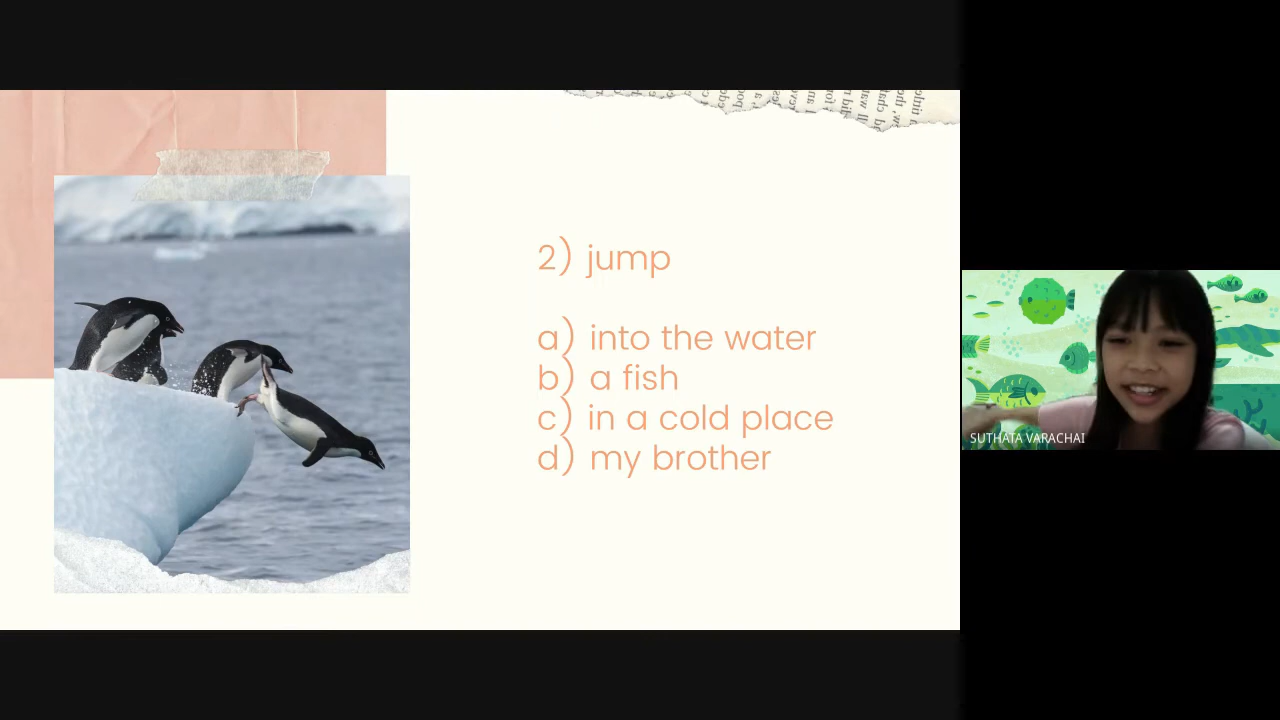 2) jump
a) into the water
b) a fish
c) in a cold place
d) my brother
SUTHATA VARACHAI